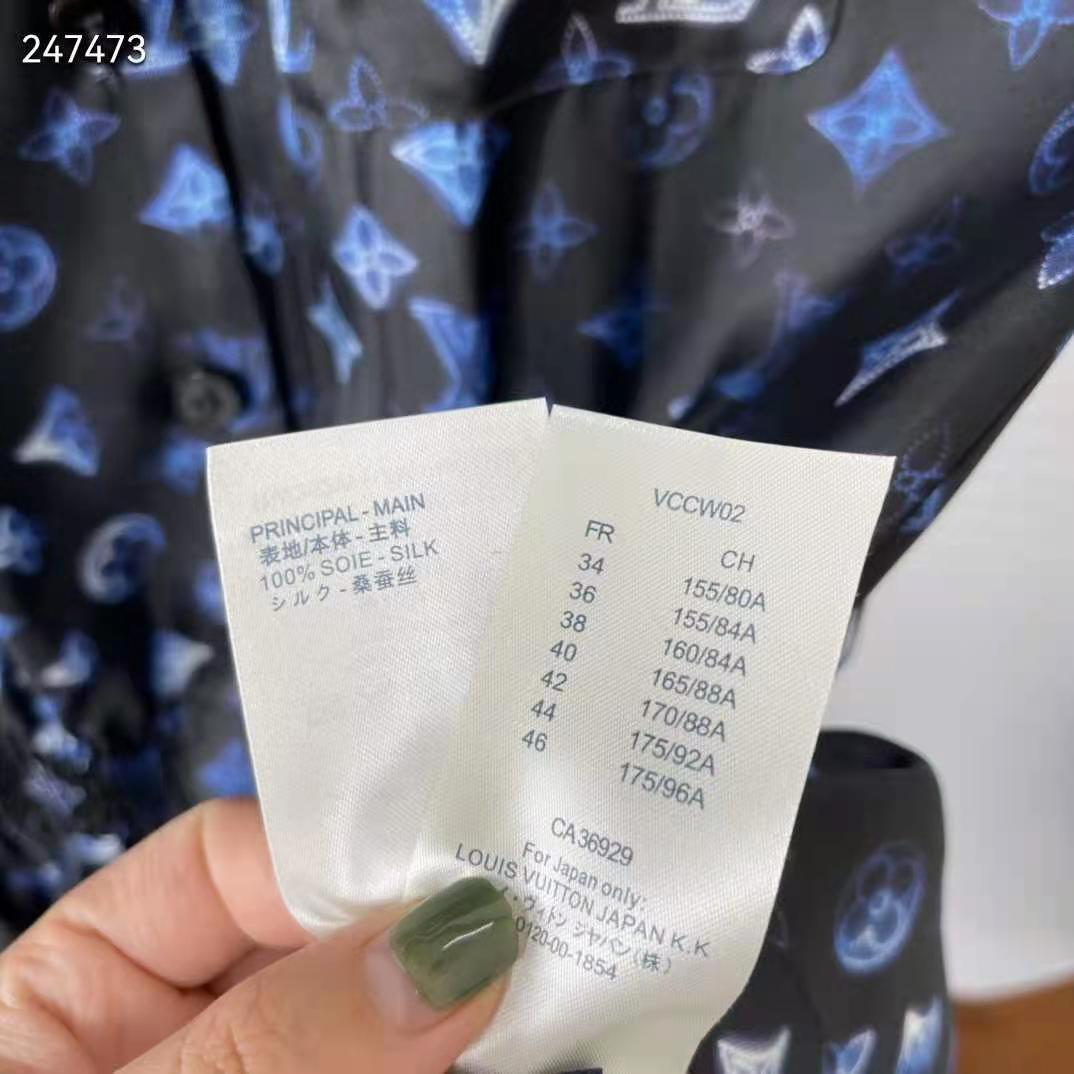 247473
PRINCIPAL - MAIN
表地/本体 - 主料
100% SOIE - SILK
シルク - 桑蚕丝
VCCW02
FR CH
34 155/80A
36 155/84A
38 160/84A
40 165/88A
42 170/88A
44 175/92A
46 175/96A
CA36929
For Japan only:
LOUIS VUITTON JAPAN K.K
・ヴィトン ジャパン(株)
0120-00-1854